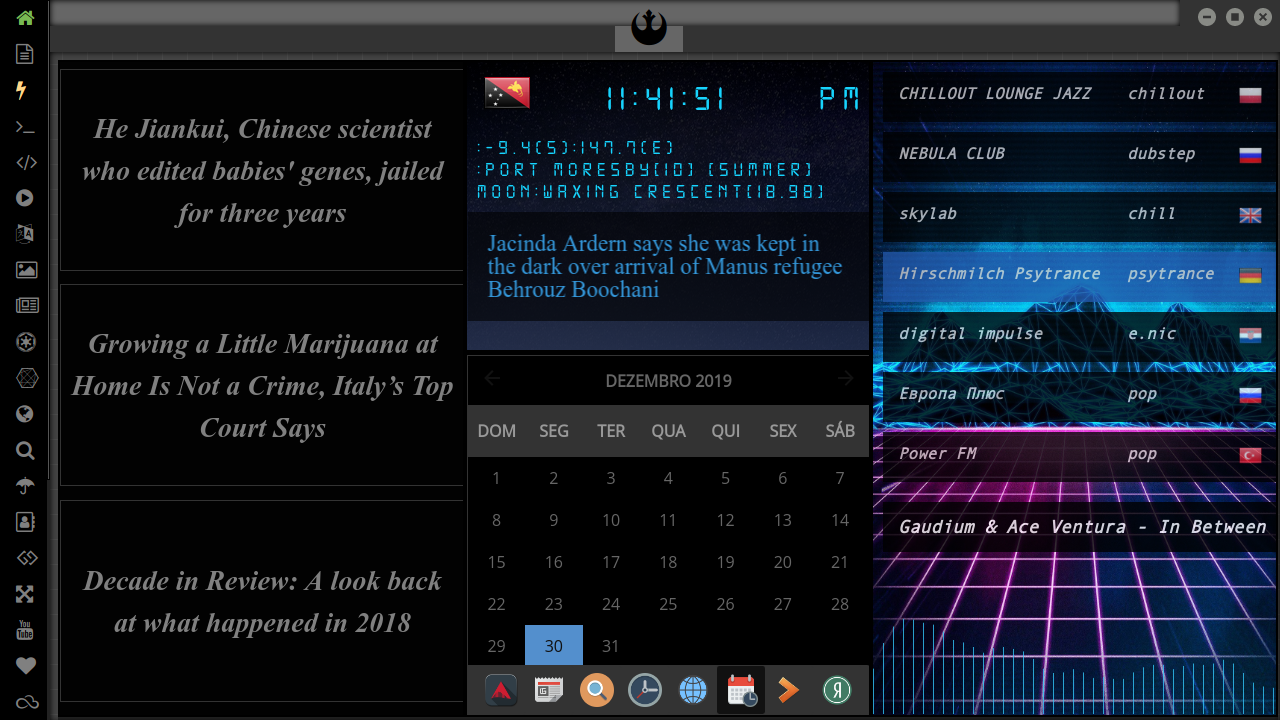 He Jiankui, Chinese scientist
who edited babies' genes, jailed
for three years
Growing a Little Marijuana at
Home Is Not a Crime, Italy’s Top
Court Says
Decade in Review: A look back
at what happened in 2018
11:41:51 PM
:-9.4(S):147.7(E)
:PORT MORESBY(10) (SUMMER)
MOON:WAXING CRESCENT(18.98)
Jacinda Ardern says she was kept in
the dark over arrival of Manus refugee
Behrouz Boochani
DEZEMBRO 2019
DOM SEG TER QUA QUI SEX SÁB
1 2 3 4 5 6 7
8 9 10 11 12 13 14
15 16 17 18 19 20 21
22 23 24 25 26 27 28
29 30 31
CHILLOUT LOUNGE JAZZ chillout
NEBULA CLUB dubstep
skylab chill
Hirschmilch Psytrance psytrance
digital impulse e.nic
Европа Плюс pop
Power FM pop
Gaudium & Ace Ventura - In Between
You
Tube
Я